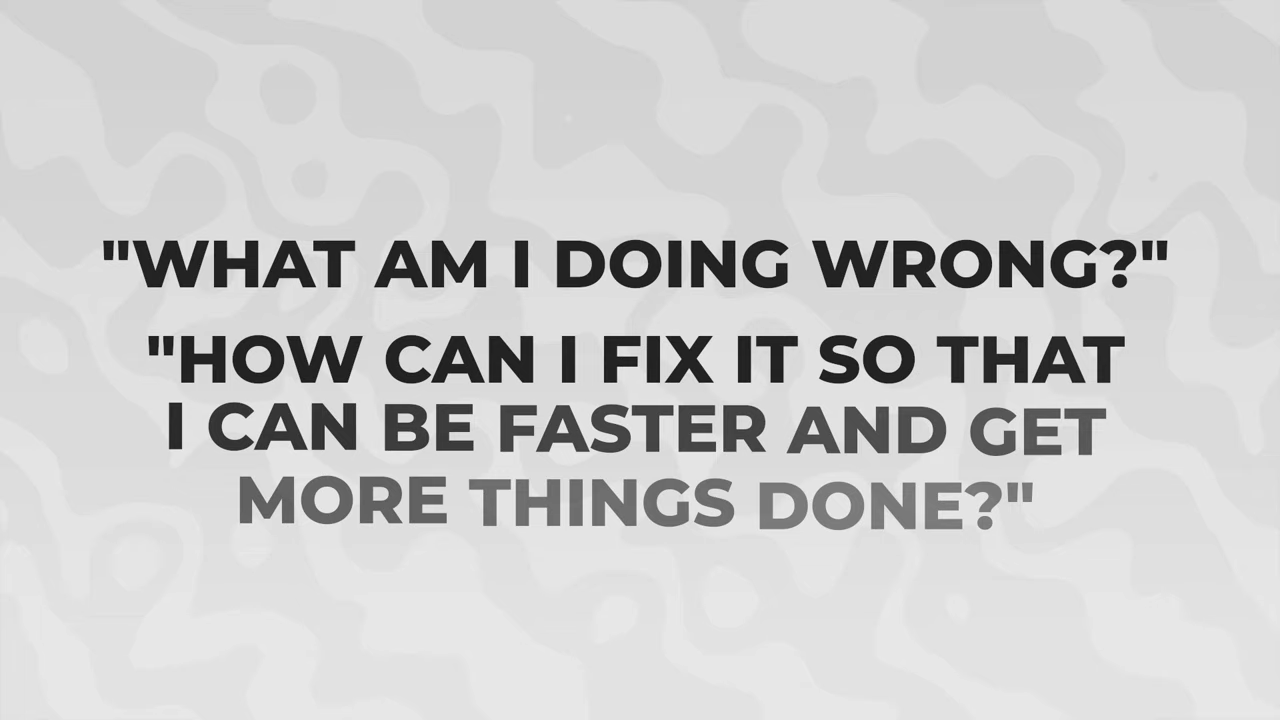 "WHAT AM I DOING WRONG?"
"HOW CAN I FIX IT SO THAT
I CAN BE FASTER AND GET
MORE THINGS DONE?"